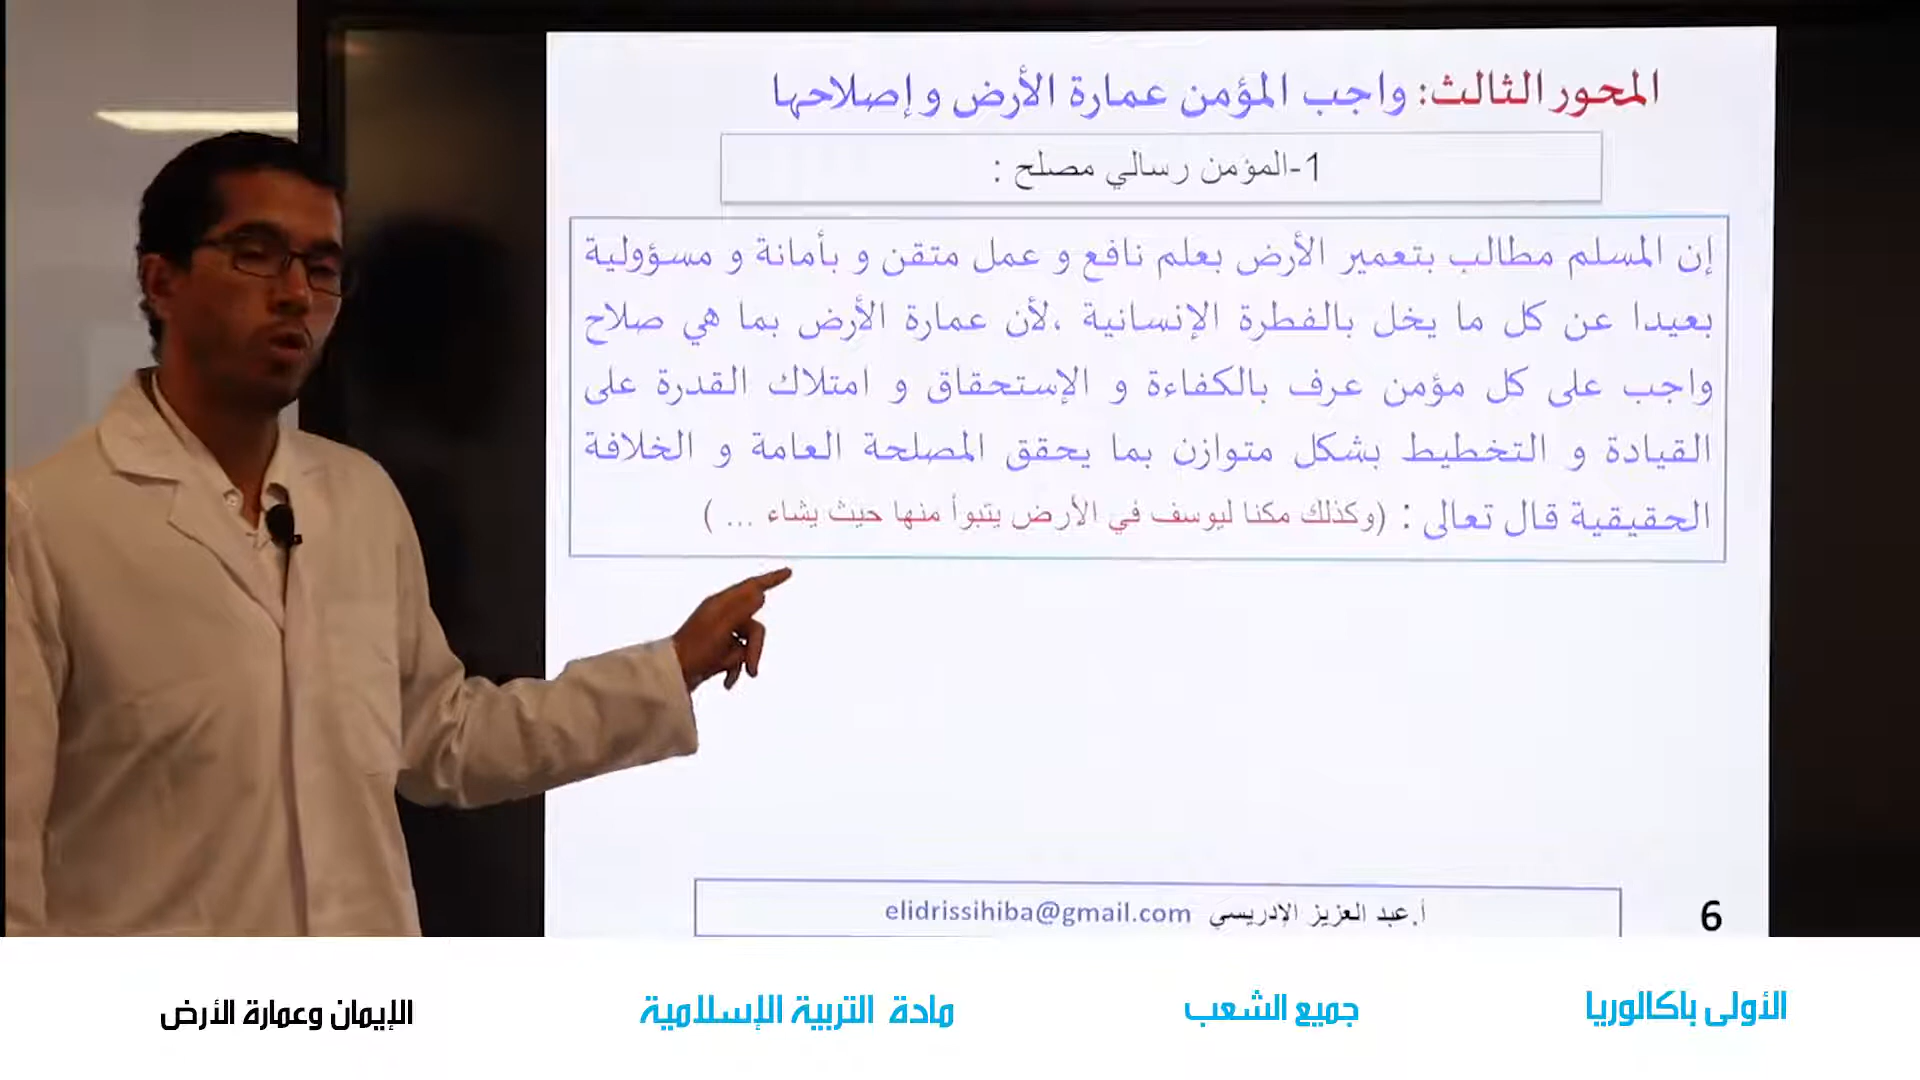 المحور الثالث: واجب المؤمن عمارة الأرض وإصلاحها
1-المؤمن رسالي مصلح :
إن المسلم مطالب بتعمير الأرض بعلم نافع و عمل متقن و بأمانة و مسؤولية
بعيدا عن كل ما يخل بالفطرة الإنسانية ،لأن عمارة الأرض بما هي صلاح
واجب على كل مؤمن عرف بالكفاءة و الإستحقاق و امتلاك القدرة على
القيادة و التخطيط بشكل متوازن بما يحقق المصلحة العامة و الخلافة
الحقيقية قال تعالى : (وكذلك مكنا ليوسف في الأرض يتبوأ منها حيث يشاء ... )
أ.عبد العزيز الإدريسي elidrissihiba@gmail.com
6
الأولى باكالوريا
جميع الشعب
مادة التربية الإسلامية
الإيمان وعمارة الأرض